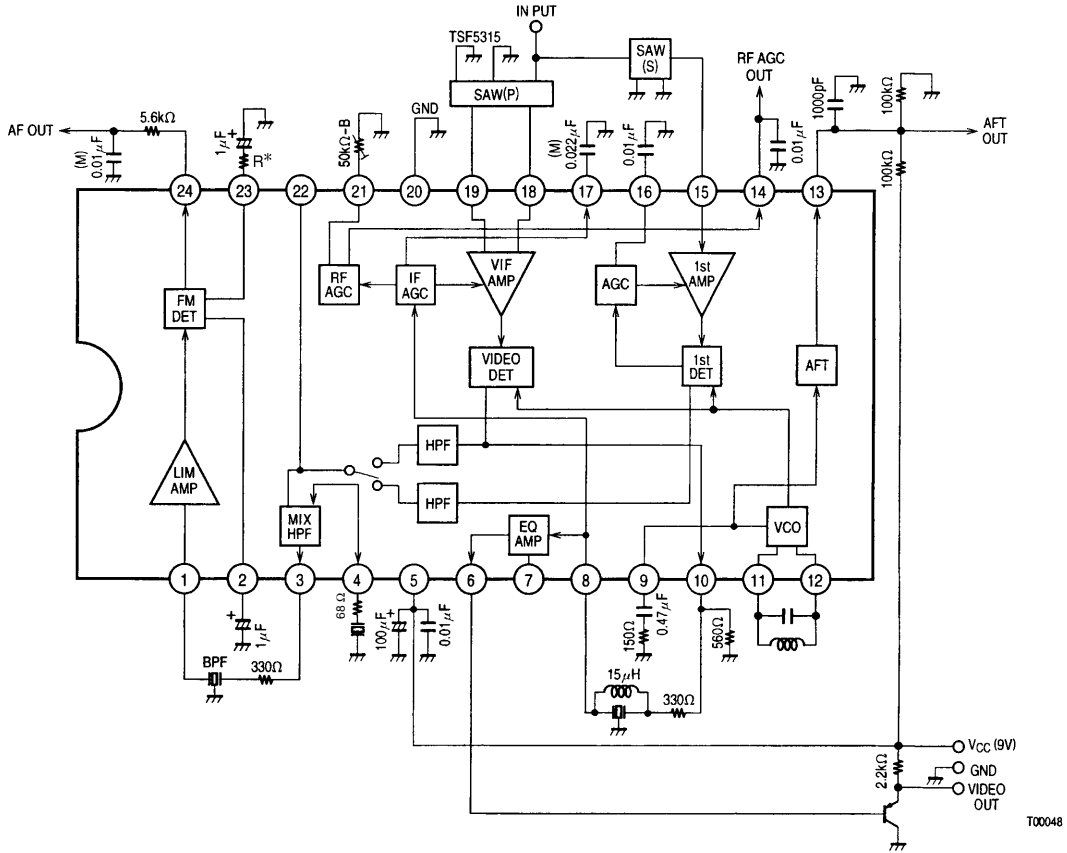 IN PUT
TSF5315
SAW
(S)
RF AGC
OUT
SAW(P)
GND
5.6kΩ
AF OUT
(M)
0.01μF
1μF
+
R*
50kΩ-B
(M)
0.022μF
0.01μF
0.01μF
1000pF
100kΩ
AFT
OUT
100kΩ
24
23
22
21
20
19
18
17
16
15
14
13
FM
DET
RF
AGC
IF
AGC
VIF
AMP
AGC
1st
AMP
VIDEO
DET
1st
DET
AFT
LIM
AMP
HPF
HPF
MIX
HPF
EQ
AMP
VCO
1
2
3
4
5
6
7
8
9
10
11
12
+
1μF
68Ω
100μF
+
0.01μF
150Ω
0.47μF
560Ω
BPF
330Ω
15μH
330Ω
VCC (9V)
2.2kΩ
GND
VIDEO
OUT
T00048